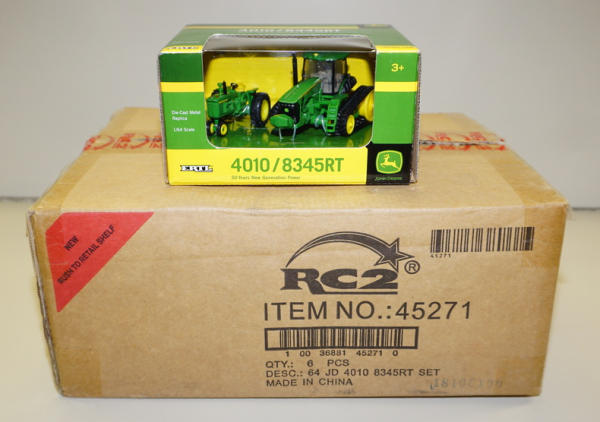 3+
Die-Cast Metal
Replica
1/64 Scale
ERTL
4010/8345RT
50 Years New Generation Power
JOHN DEERE
NEW
RUSH TO RETAIL SHELF
45271
RC2®
ITEM NO.:45271
1 00 36881 45271 0
QTY.: 6 PCS
DESC.: 64 JD 4010 8345RT SET
MADE IN CHINA